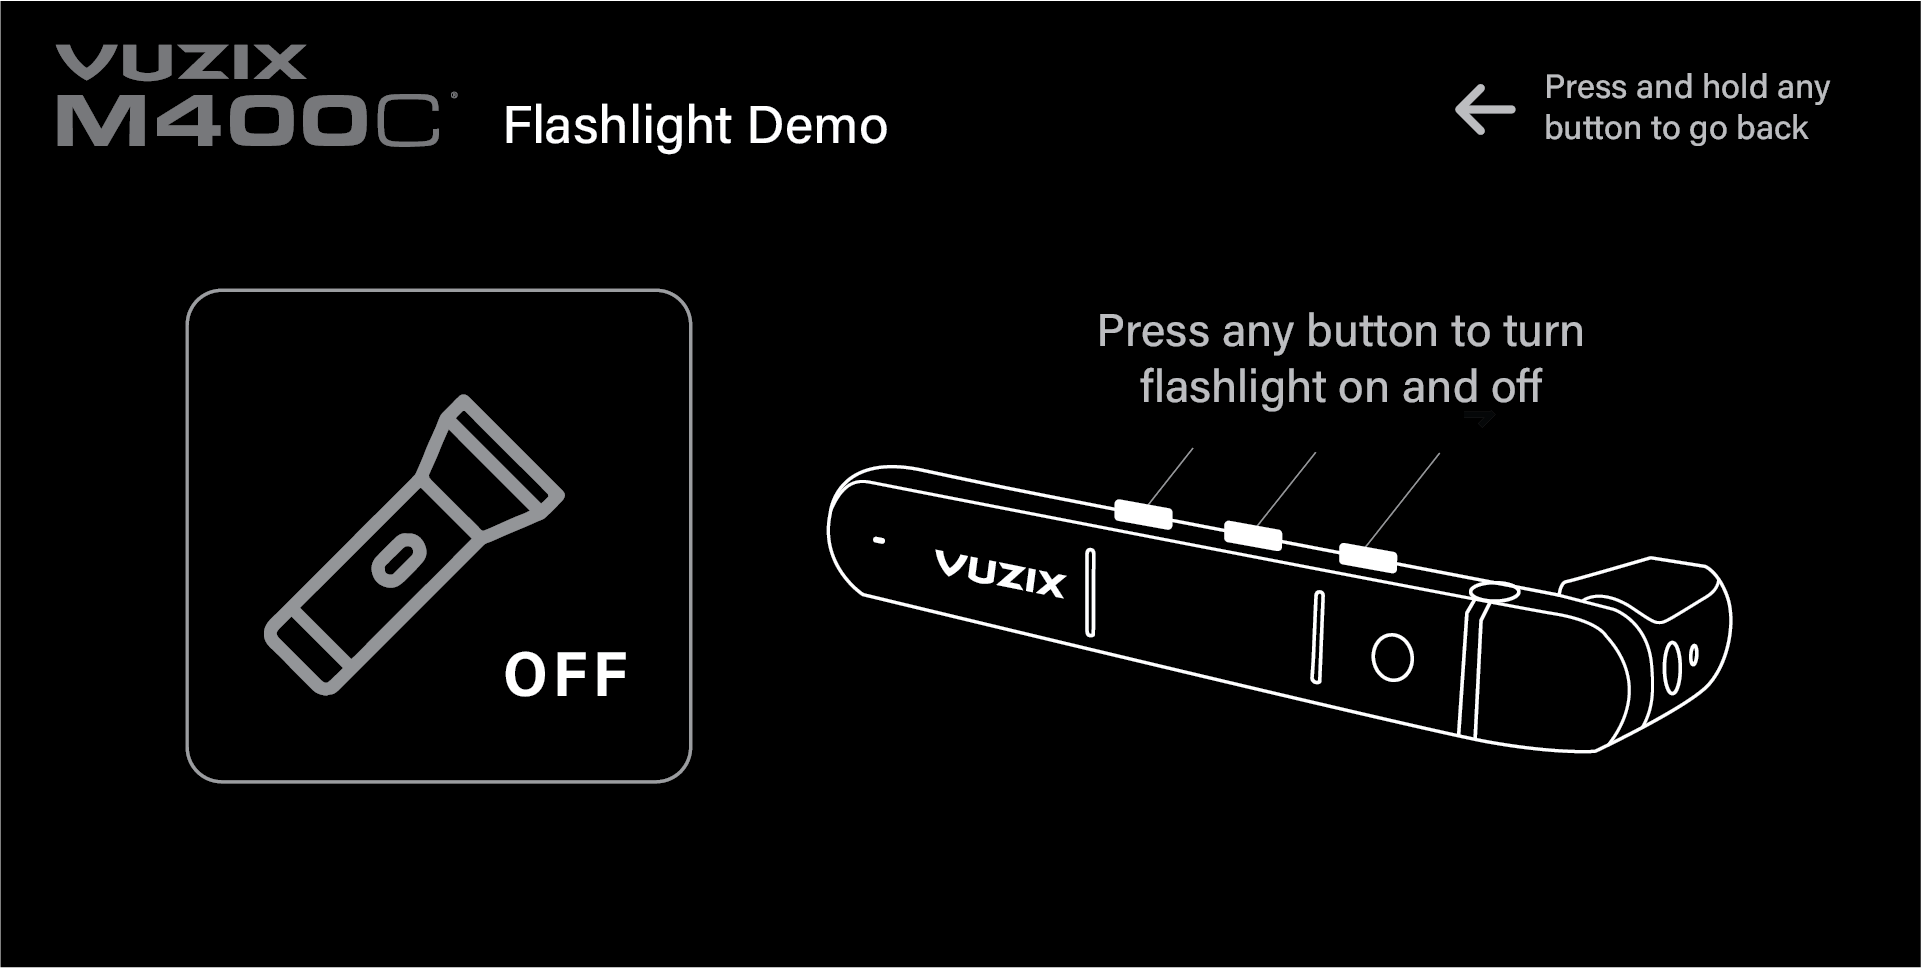 VUZIX
M400C
Flashlight Demo
Press and hold any
button to go back
Press any button to turn
flashlight on and off
VUZIX
OFF